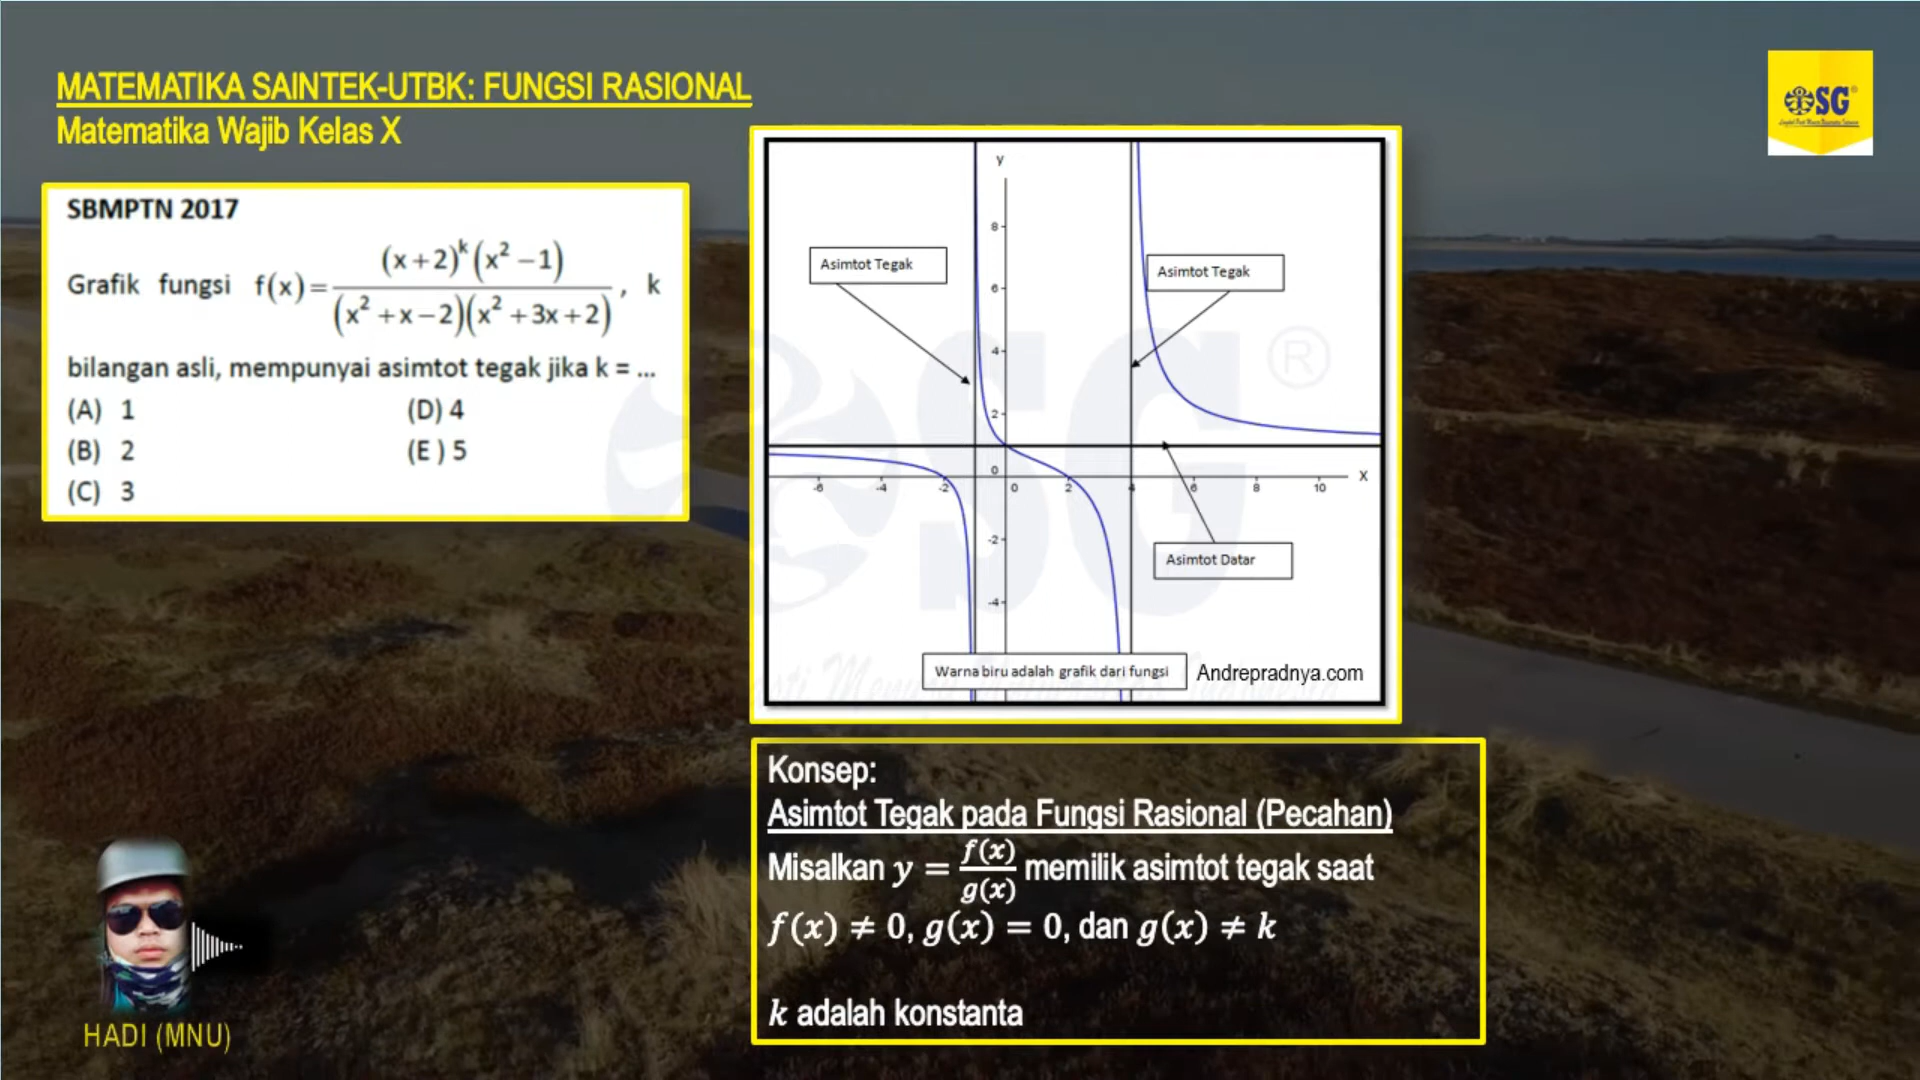 MATEMATIKA SAINTEK-UTBK: FUNGSI RASIONAL
Matematika Wajib Kelas X
SG
SBMPTN 2017
Grafik fungsi f(x) = (x+2)^k (x² − 1) / (x² + x − 2)(x² + 3x + 2) , k
bilangan asli, mempunyai asimtot tegak jika k = ...
(A) 1
(D) 4
(B) 2
(E ) 5
(C) 3
y
8
6
4
2
0
-2
-4
-6 -4 -2 0 2 4 6 8 10
x
Asimtot Tegak
Asimtot Tegak
Asimtot Datar
Warna biru adalah grafik dari fungsi
Andrepradnya.com
SG ®
Konsep:
Asimtot Tegak pada Fungsi Rasional (Pecahan)
Misalkan y = f(x)/g(x) memilik asimtot tegak saat
f(x) ≠ 0, g(x) = 0, dan g(x) ≠ k
k adalah konstanta
HADI (MNU)